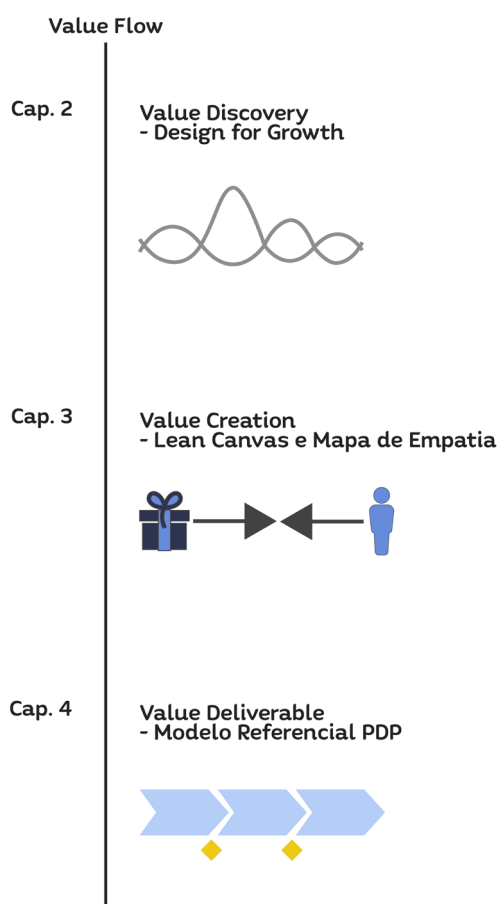 Value Flow
Cap. 2
Value Discovery
- Design for Growth
Cap. 3
Value Creation
- Lean Canvas e Mapa de Empatia
Cap. 4
Value Deliverable
- Modelo Referencial PDP